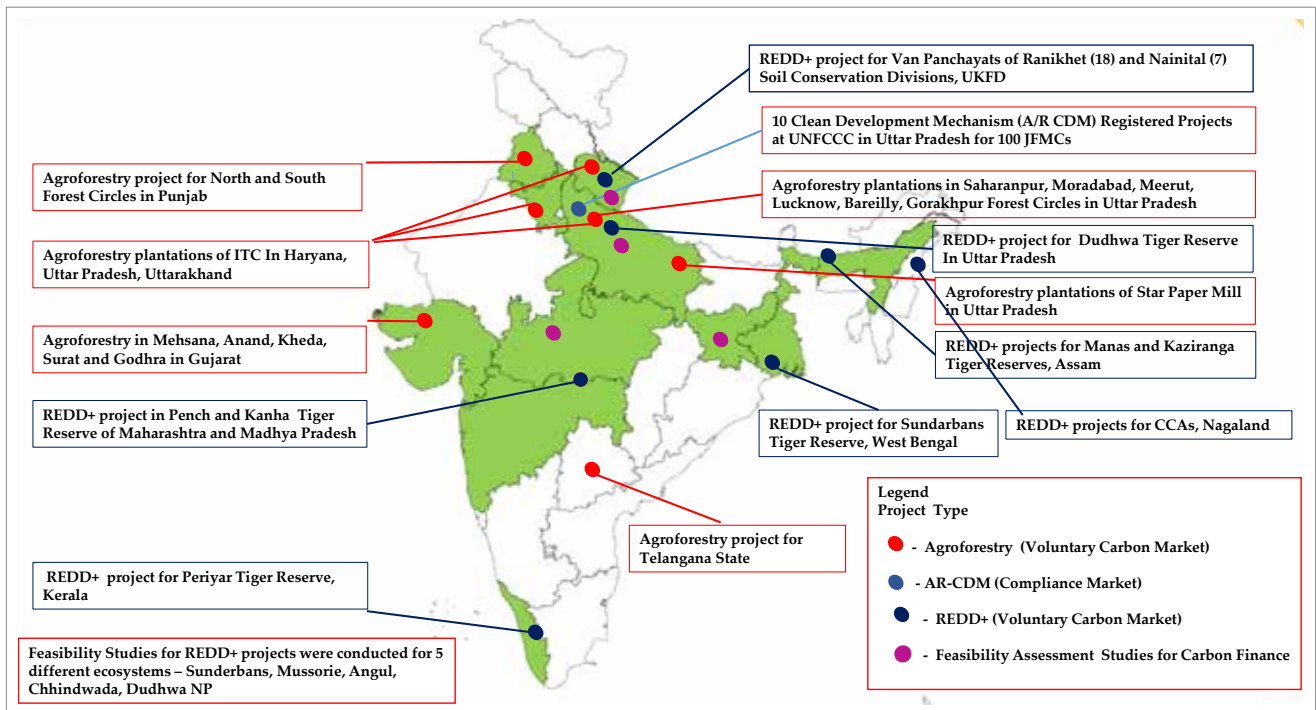 REDD+ project for Van Panchayats of Ranikhet (18) and Nainital (7)
Soil Conservation Divisions, UKFD
10 Clean Development Mechanism (A/R CDM) Registered Projects
at UNFCCC in Uttar Pradesh for 100 JFMCs
Agroforestry project for North and South
Forest Circles in Punjab
Agroforestry plantations in Saharanpur, Moradabad, Meerut,
Lucknow, Bareilly, Gorakhpur Forest Circles in Uttar Pradesh
Agroforestry plantations of ITC In Haryana,
Uttar Pradesh, Uttarakhand
REDD+ project for Dudhwa Tiger Reserve
In Uttar Pradesh
Agroforestry plantations of Star Paper Mill
in Uttar Pradesh
Agroforestry in Mehsana, Anand, Kheda,
Surat and Godhra in Gujarat
REDD+ projects for Manas and Kaziranga
Tiger Reserves, Assam
REDD+ project in Pench and Kanha Tiger
Reserve of Maharashtra and Madhya Pradesh
REDD+ project for Sundarbans
Tiger Reserve, West Bengal
REDD+ projects for CCAs, Nagaland
Agroforestry project for
Telangana State
Legend
Project Type
- Agroforestry (Voluntary Carbon Market)
- AR-CDM (Compliance Market)
- REDD+ (Voluntary Carbon Market)
- Feasibility Assessment Studies for Carbon Finance
REDD+ project for Periyar Tiger Reserve,
Kerala
Feasibility Studies for REDD+ projects were conducted for 5
different ecosystems – Sunderbans, Mussorie, Angul,
Chhindwada, Dudhwa NP